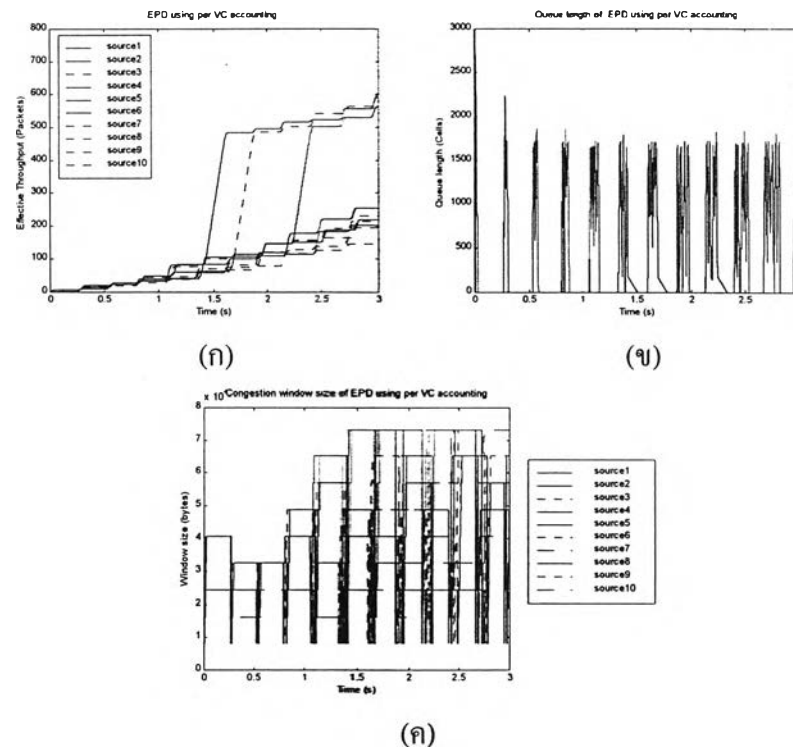 EPD using per VC accounting
Effective Throughput (Packets)
800
700
600
500
400
300
200
100
0
source1
source2
source3
source4
source5
source6
source7
source8
source9
source10
0
0.5
1
1.5
2
2.5
3
Time (s)
(ก)
Queue length of EPD using per VC accounting
Queue length (Cells)
3000
2500
2000
1500
1000
500
0
0
0.5
1
1.5
2
2.5
Time (s)
(ข)
x 10
Congestion window size of EPD using per VC accounting
Window size (bytes)
8
7
6
5
4
3
2
1
0
0
0.5
1
1.5
2
2.5
3
Time (s)
source1
source2
source3
source4
source5
source6
source7
source8
source9
source10
(ค)